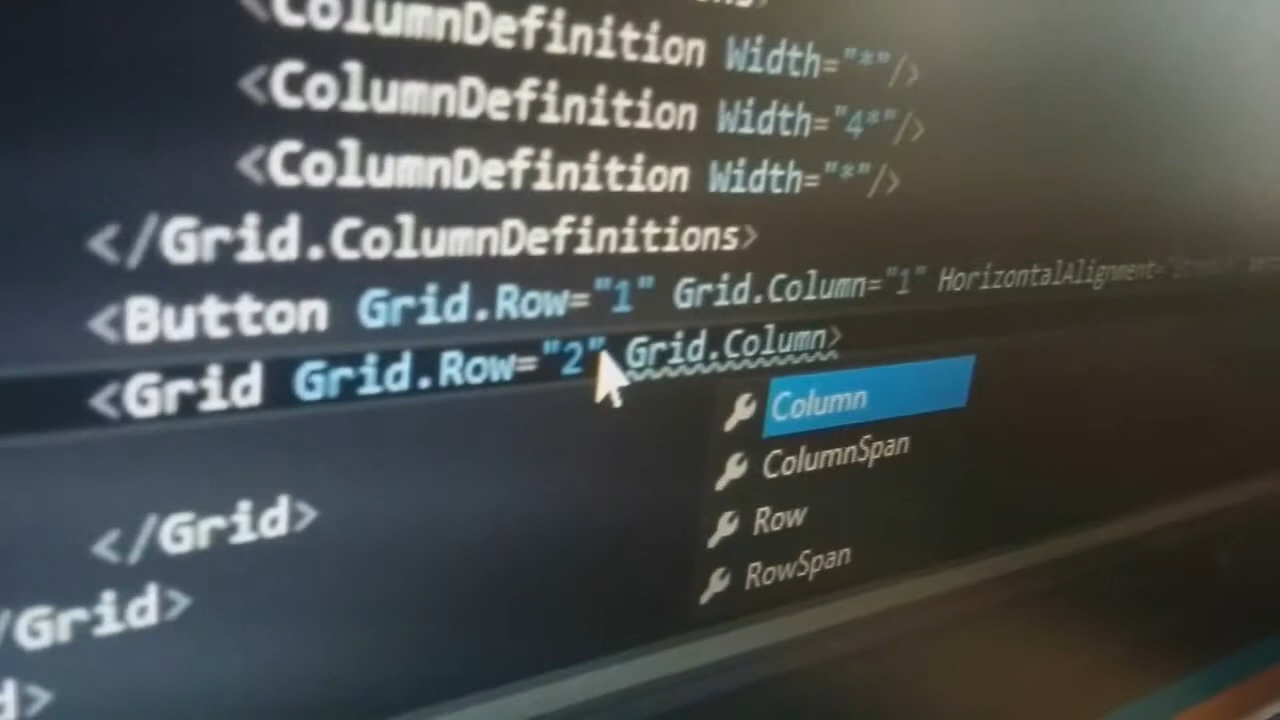 <ColumnDefinition Width="*"/>
<ColumnDefinition Width="4*"/>
<ColumnDefinition Width="*"/>
</Grid.ColumnDefinitions>
<Button Grid.Row="1" Grid.Column="1" HorizontalAlignment=
<Grid Grid.Row="2" Grid.Column>
Column
ColumnSpan
Row
RowSpan
</Grid>
/Grid>
d>